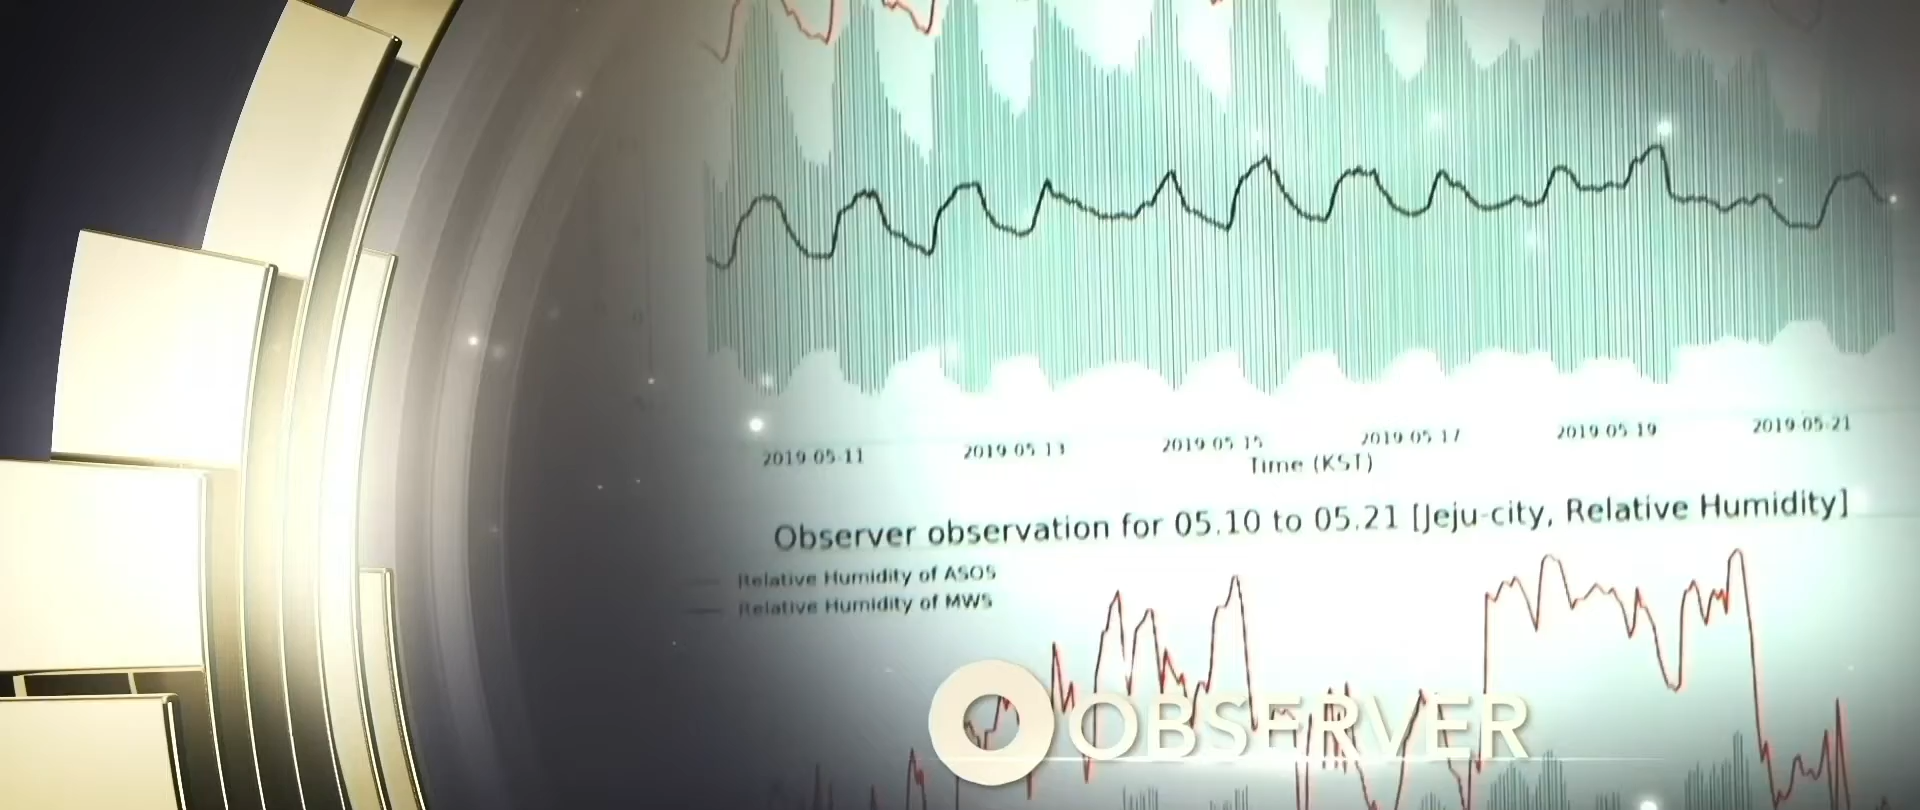 2019 05-11 2019 05 13 2019 05 15 2019 05 17 2019 05 19 2019 05-21
Time (KST)
Observer observation for 05.10 to 05.21 [Jeju-city, Relative Humidity]
Relative Humidity of ASOS
Relative Humidity of MWS
OBSERVER